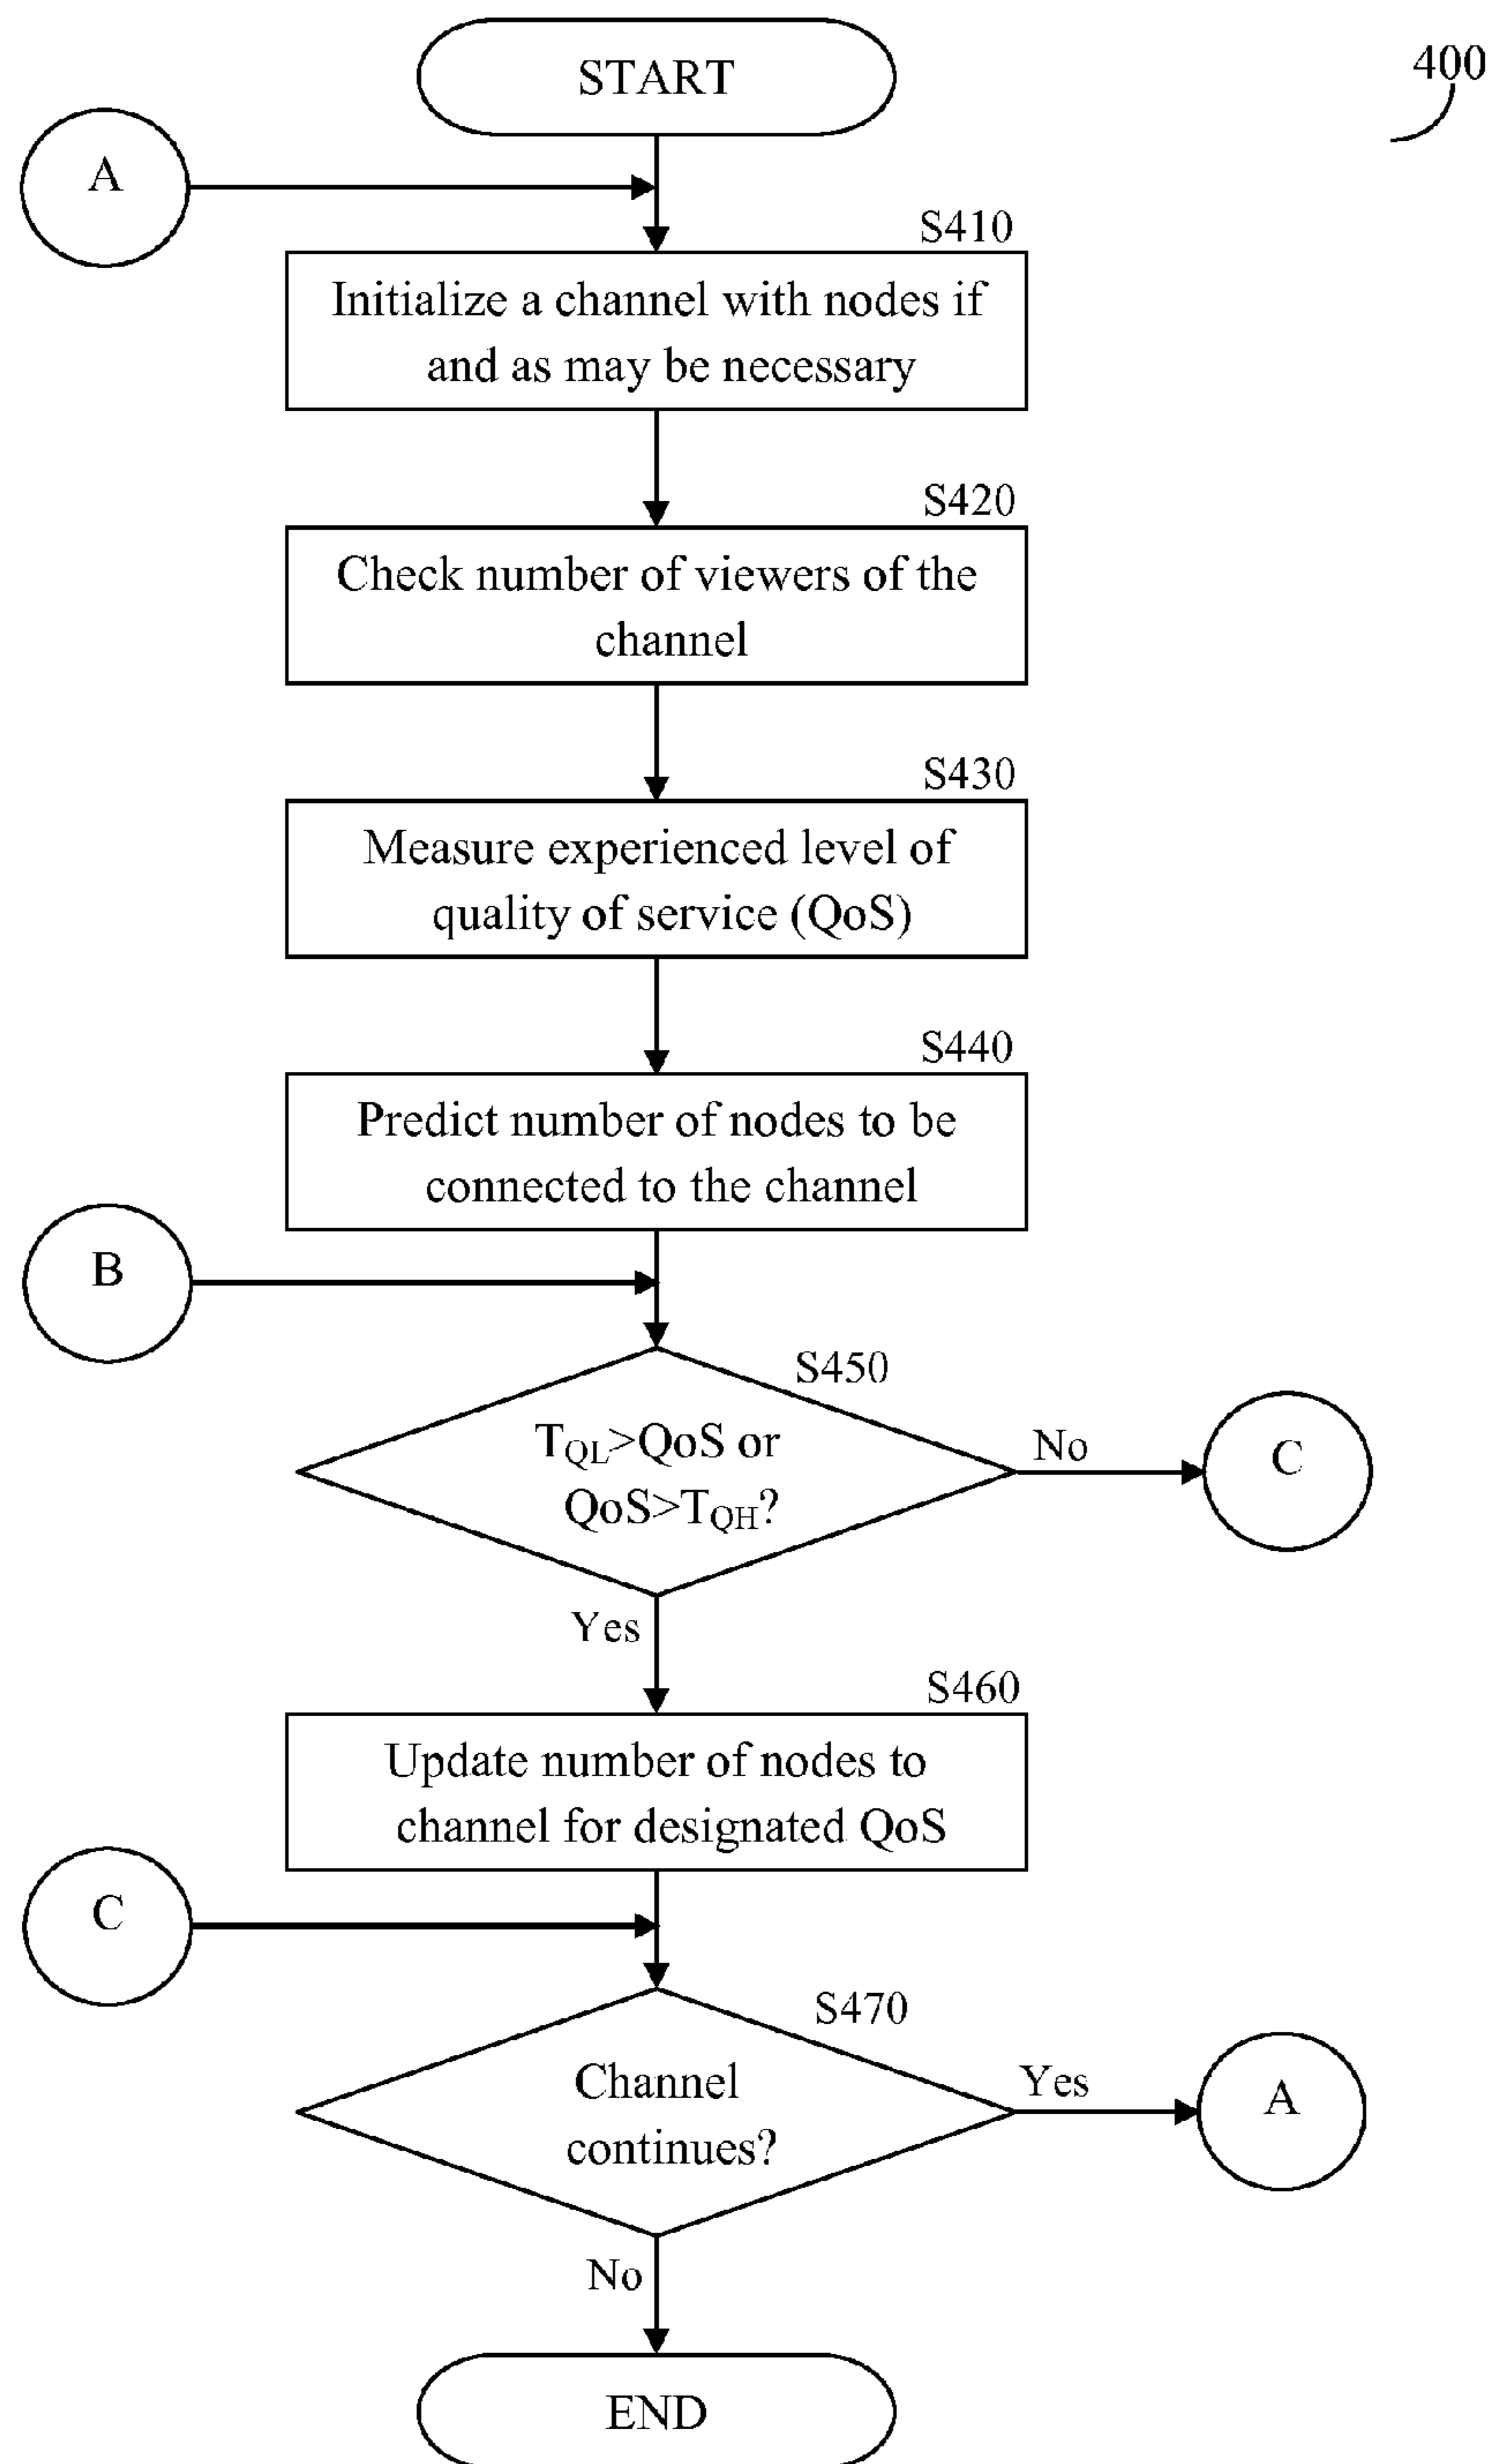 START
400
A
S410
Initialize a channel with nodes if
and as may be necessary
S420
Check number of viewers of the
channel
S430
Measure experienced level of
quality of service (QoS)
S440
Predict number of nodes to be
connected to the channel
B
S450
TQL>QoS or
QoS>TQH?
No
C
Yes
S460
Update number of nodes to
channel for designated QoS
C
S470
Channel
continues?
Yes
A
No
END